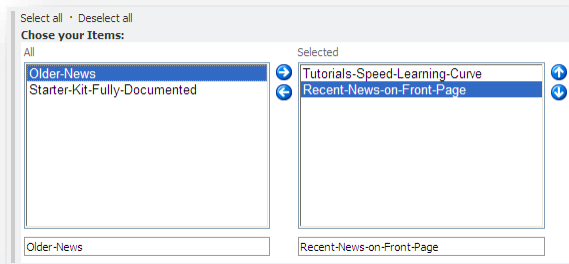 Select all · Deselect all
Chose your Items:
All
Older-News
Starter-Kit-Fully-Documented
Older-News
Selected
Tutorials-Speed-Learning-Curve
Recent-News-on-Front-Page
Recent-News-on-Front-Page